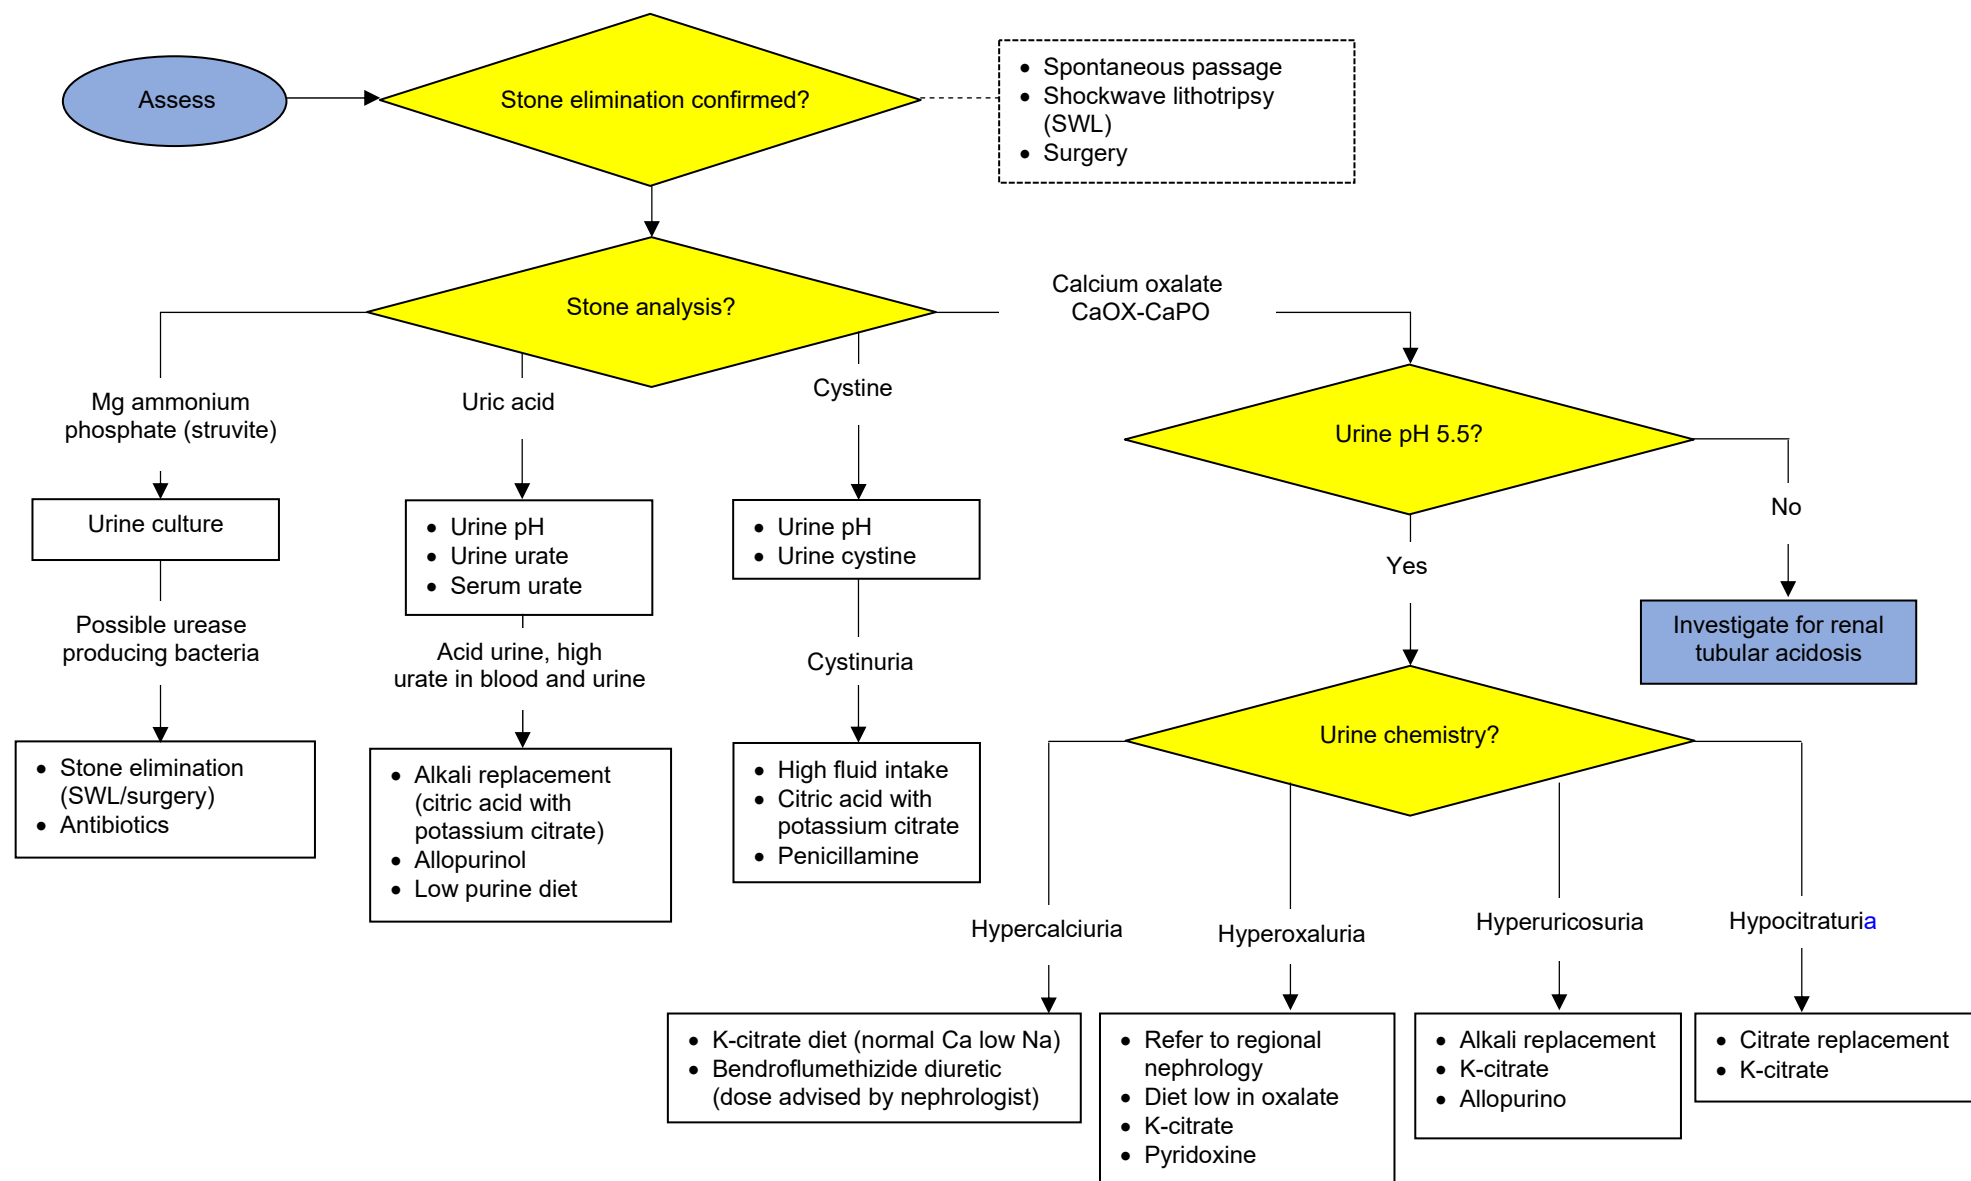 Assess
Stone elimination confirmed?
• Spontaneous passage
• Shockwave lithotripsy
(SWL)
• Surgery
Stone analysis?
Calcium oxalate
CaOX-CaPO
Mg ammonium
phosphate (struvite)
Uric acid
Cystine
Urine pH 5.5?
Urine culture
• Urine pH
• Urine urate
• Serum urate
• Urine pH
• Urine cystine
No
Yes
Possible urease
producing bacteria
Acid urine, high
urate in blood and urine
Cystinuria
Investigate for renal
tubular acidosis
Urine chemistry?
• Stone elimination
(SWL/surgery)
• Antibiotics
• Alkali replacement
(citric acid with
potassium citrate)
• Allopurinol
• Low purine diet
• High fluid intake
• Citric acid with
potassium citrate
• Penicillamine
Hypercalciuria
Hyperoxaluria
Hyperuricosuria
Hypocitraturia
• K-citrate diet (normal Ca low Na)
• Bendroflumethizide diuretic
(dose advised by nephrologist)
• Refer to regional
nephrology
• Diet low in oxalate
• K-citrate
• Pyridoxine
• Alkali replacement
• K-citrate
• Allopurino
• Citrate replacement
• K-citrate